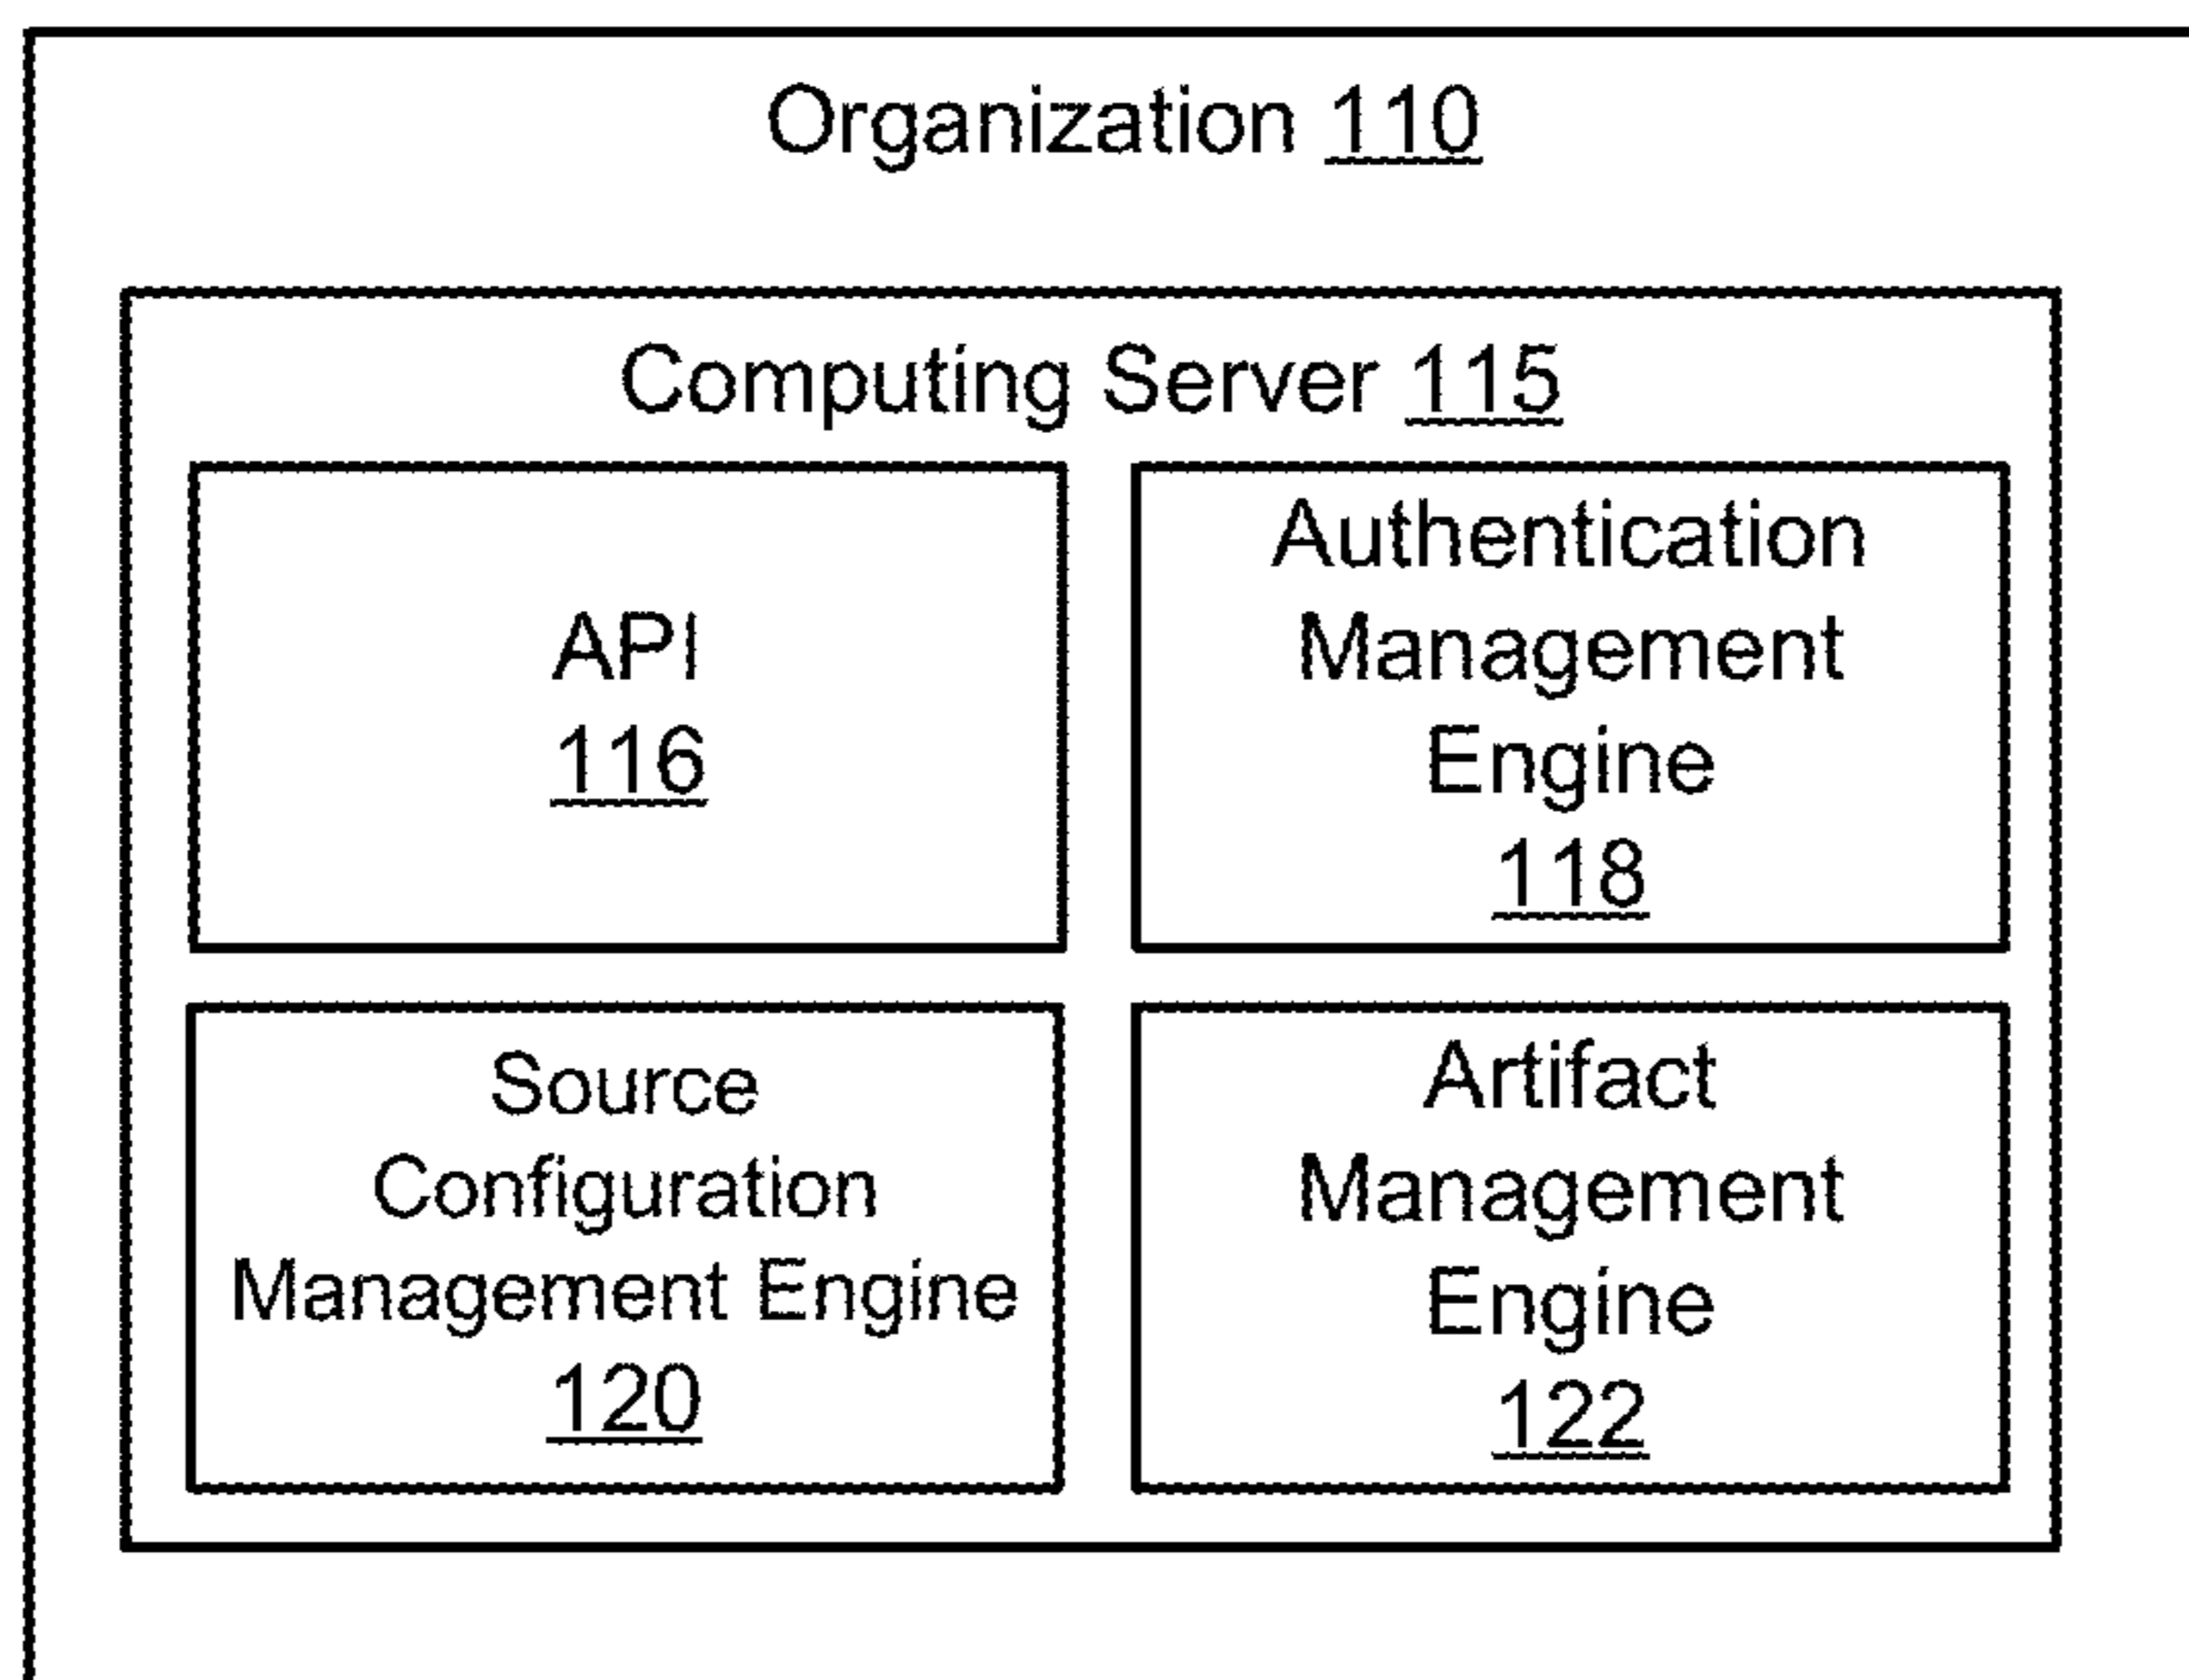 Organization 110
Computing Server 115
API
116
Authentication
Management
Engine
118
Source
Configuration
Management Engine
120
Artifact
Management
Engine
122